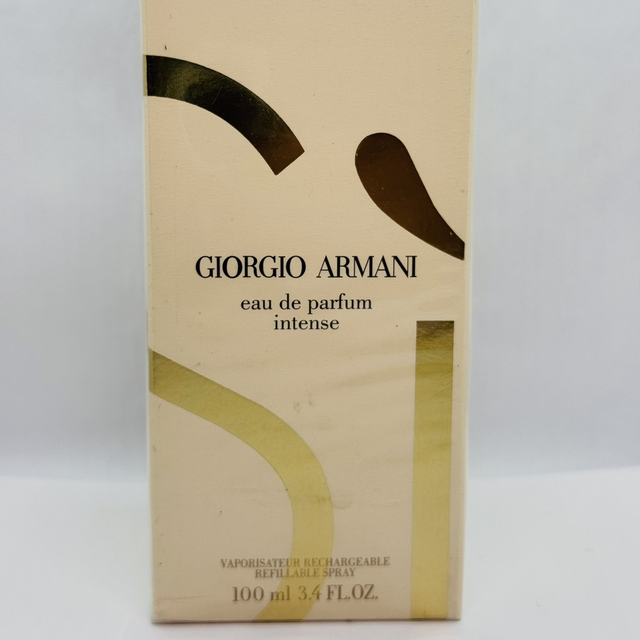 GIORGIO ARMANI
eau de parfum
intense
VAPORISATEUR RECHARGEABLE
REFILLABLE SPRAY
100 ml 3.4 FL.OZ.